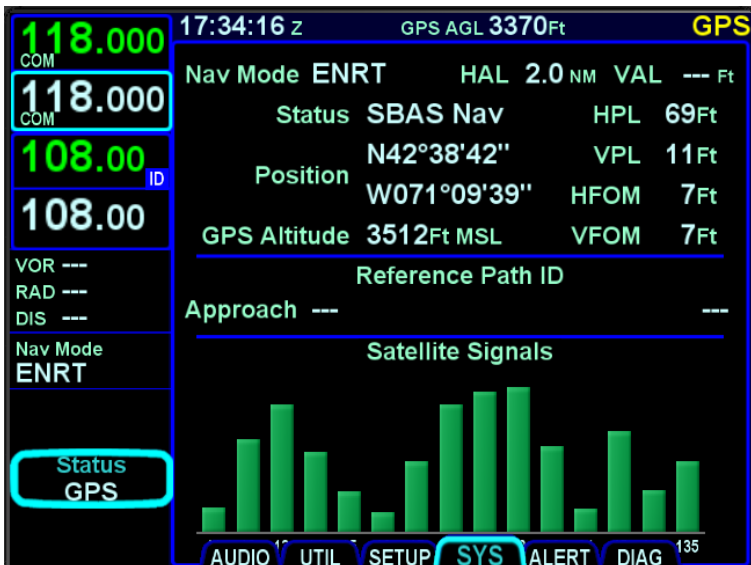 118.000
COM
118.000
COM
108.00
ID
108.00
VOR ---
RAD ---
DIS ---
Nav Mode
ENRT
Status
GPS
17:34:16 Z GPS AGL 3370Ft GPS
Nav Mode ENRT HAL 2.0 NM VAL --- Ft
Status SBAS Nav HPL 69Ft
Position N42°38'42" VPL 11Ft
W071°09'39" HFOM 7Ft
GPS Altitude 3512Ft MSL VFOM 7Ft
Reference Path ID
Approach --- ---
Satellite Signals
135
AUDIO UTIL SETUP SYS ALERT DIAG